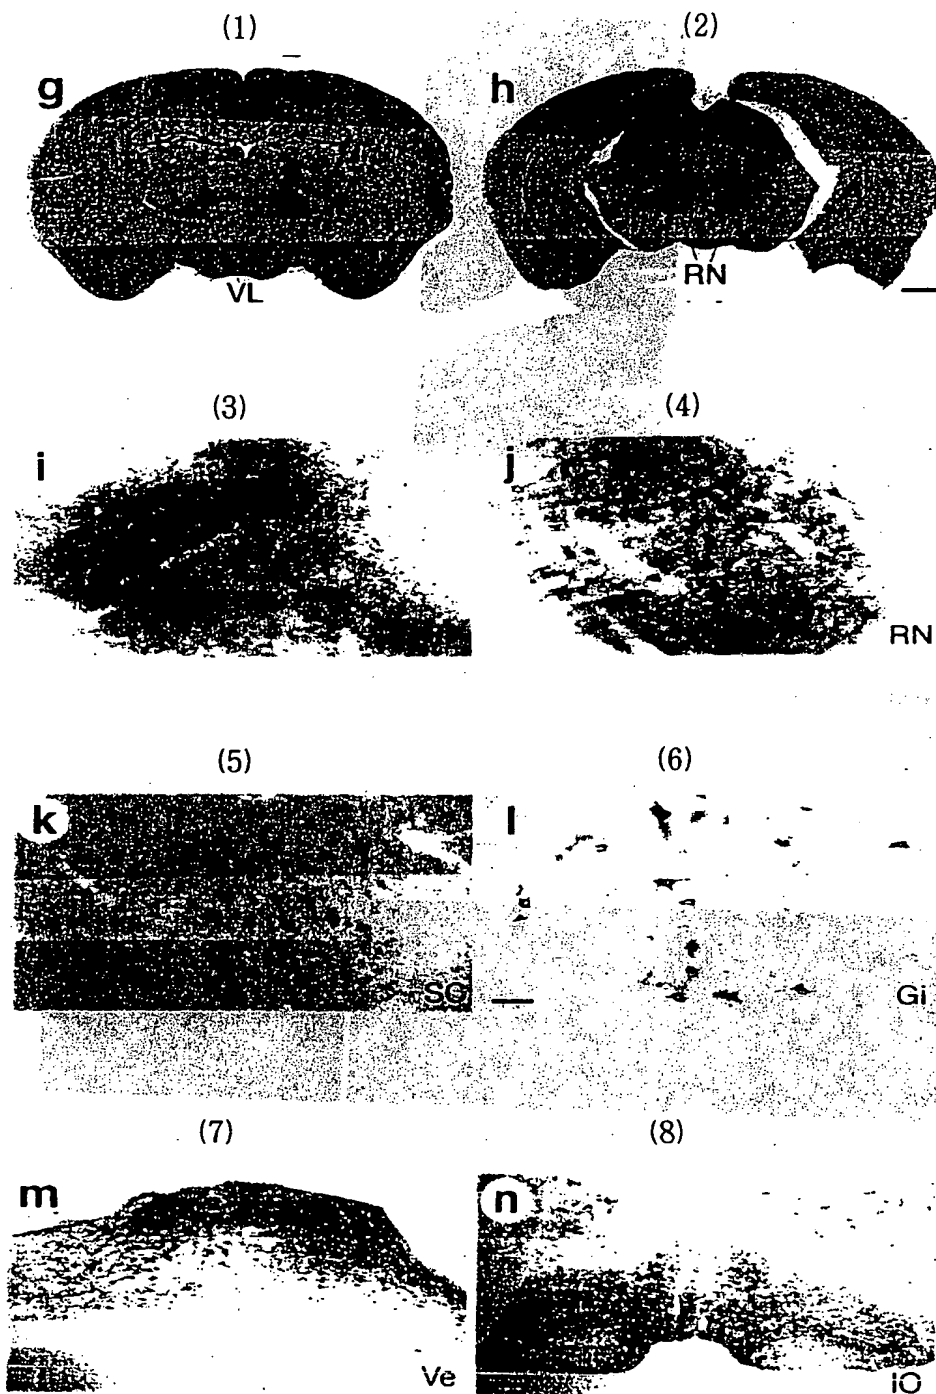 (1) (2)
g h
VL RN
(3) (4)
i j
RN
(5) (6)
k l
SC Gi
(7) (8)
m n
Ve iO